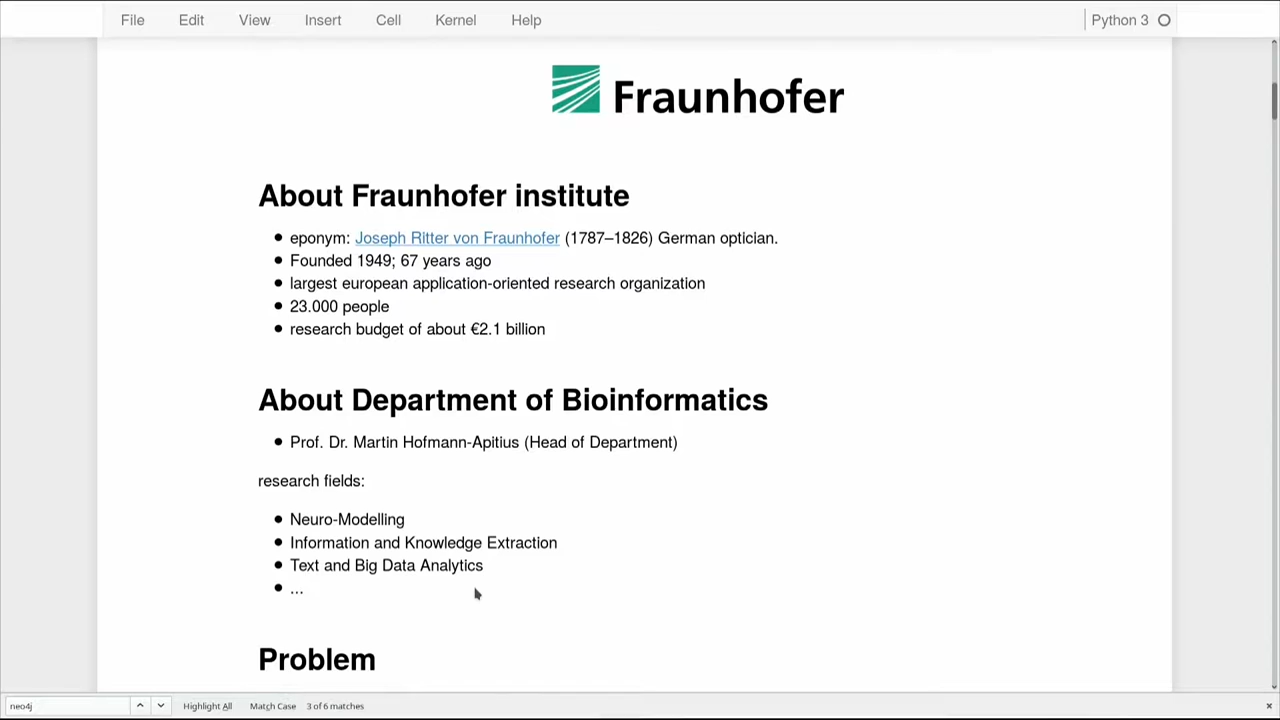 File Edit View Insert Cell Kernel Help Python 3
Fraunhofer
About Fraunhofer institute
eponym: Joseph Ritter von Fraunhofer (1787–1826) German optician.
Founded 1949; 67 years ago
largest european application-oriented research organization
23.000 people
research budget of about €2.1 billion
About Department of Bioinformatics
Prof. Dr. Martin Hofmann-Apitius (Head of Department)
research fields:
Neuro-Modelling
Information and Knowledge Extraction
Text and Big Data Analytics
...
Problem
neo4j Highlight All Match Case 3 of 6 matches